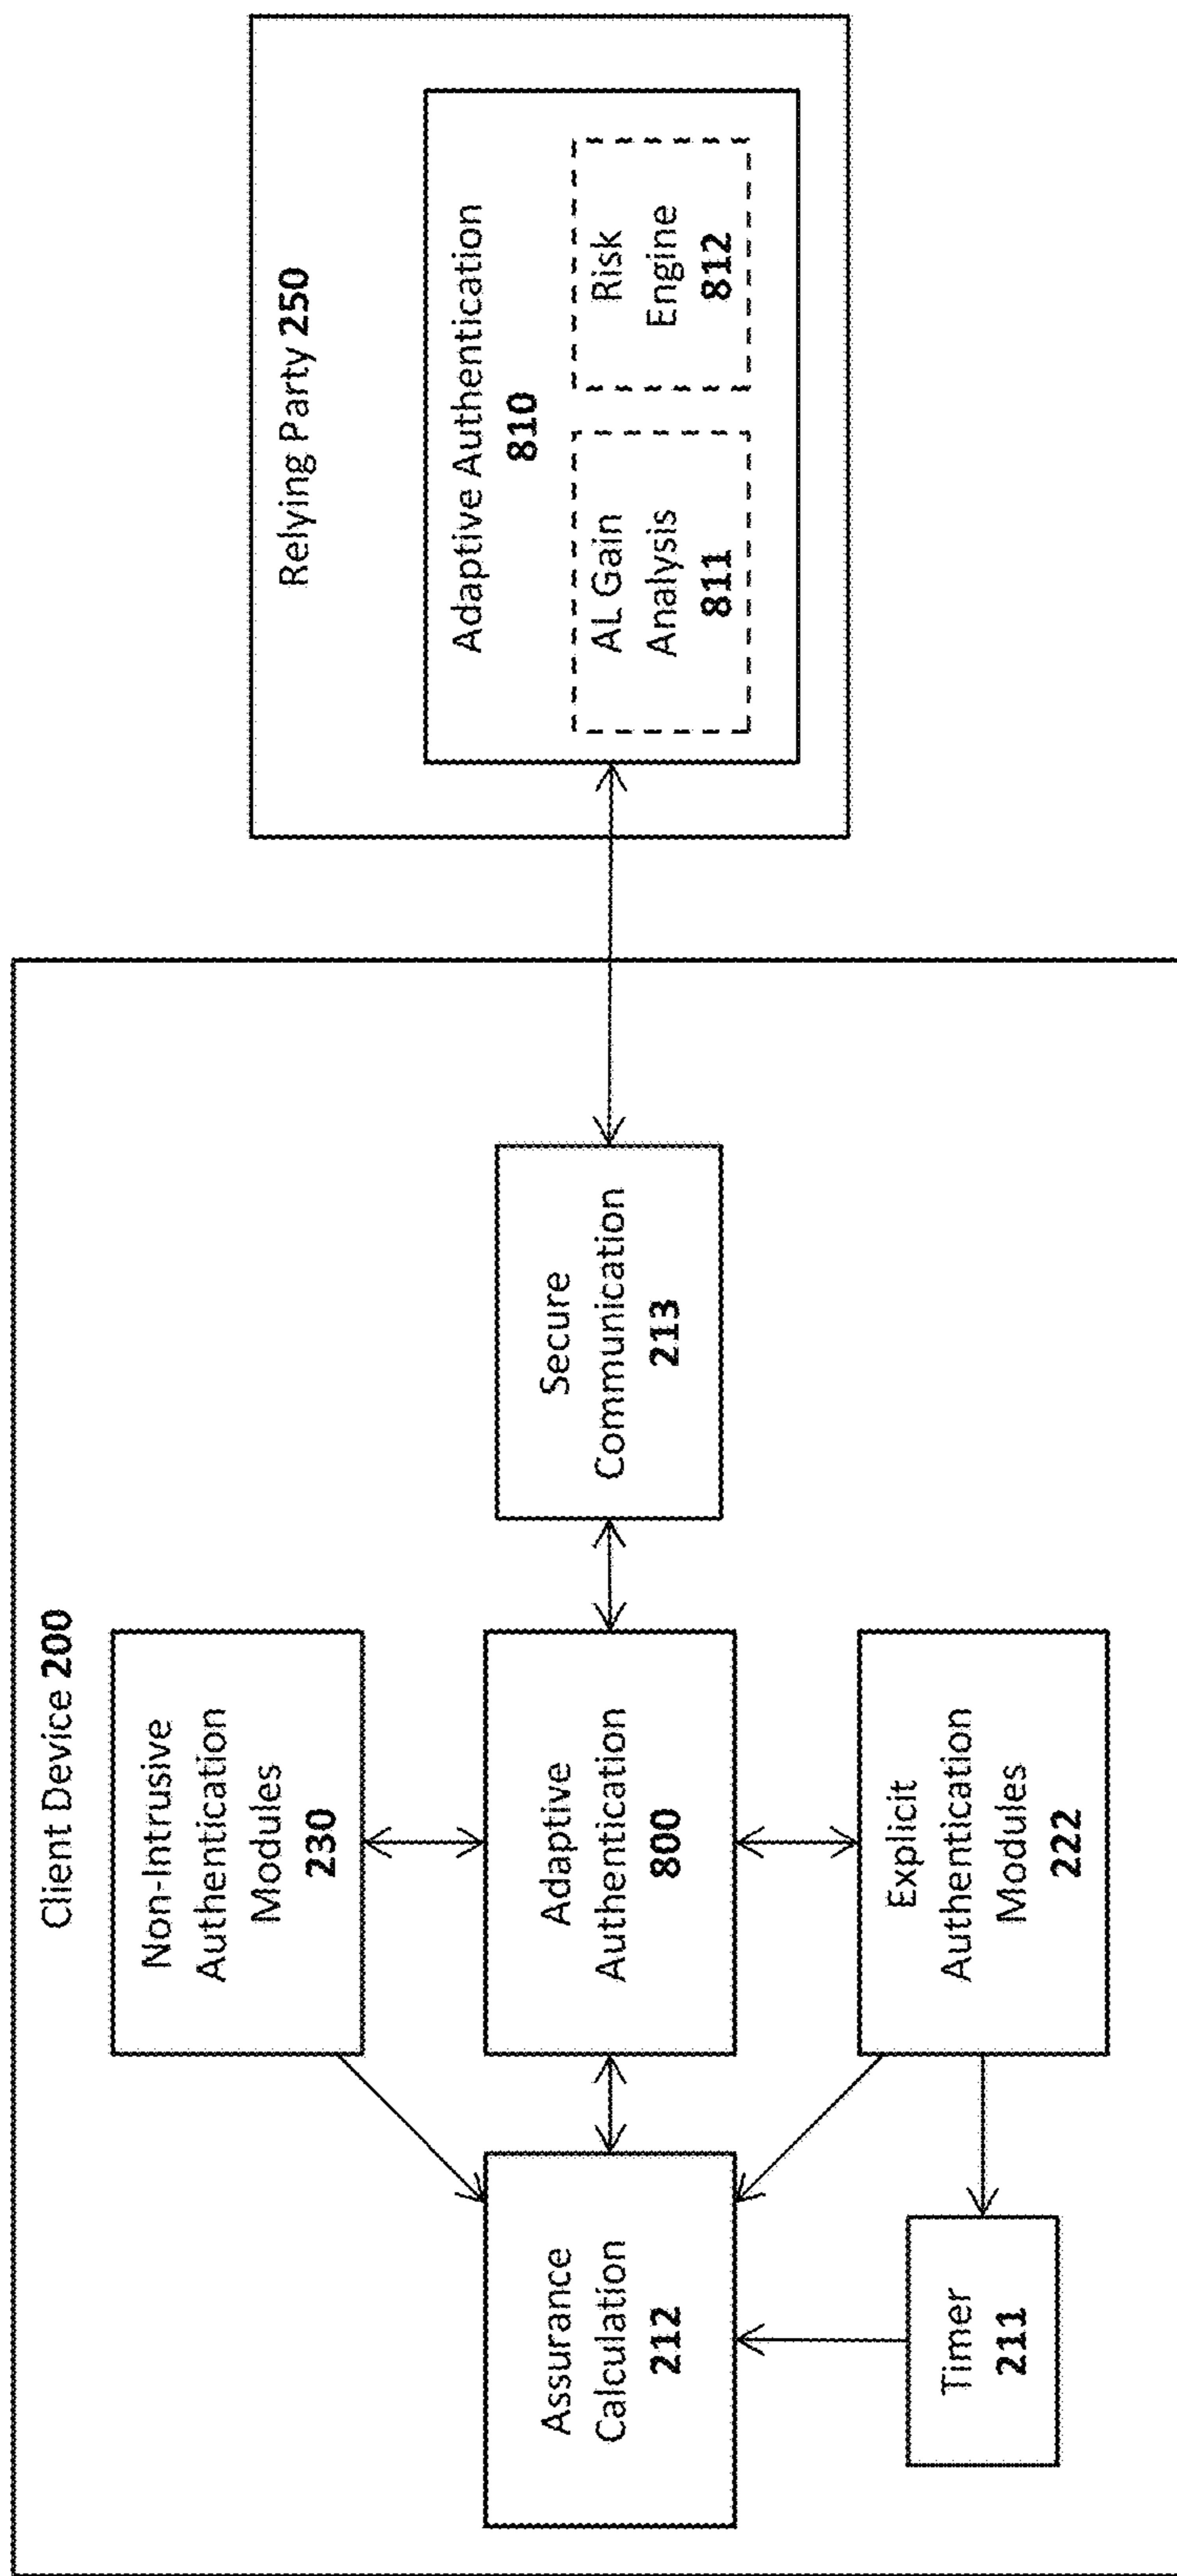 Client Device 200
Non-Intrusive
Authentication
Modules
230
Assurance
Calculation
212
Adaptive
Authentication
800
Secure
Communication
213
Timer
211
Explicit
Authentication
Modules
222
Relying Party 250
Adaptive Authentication
810
AL Gain
Analysis
811
Risk
Engine
812